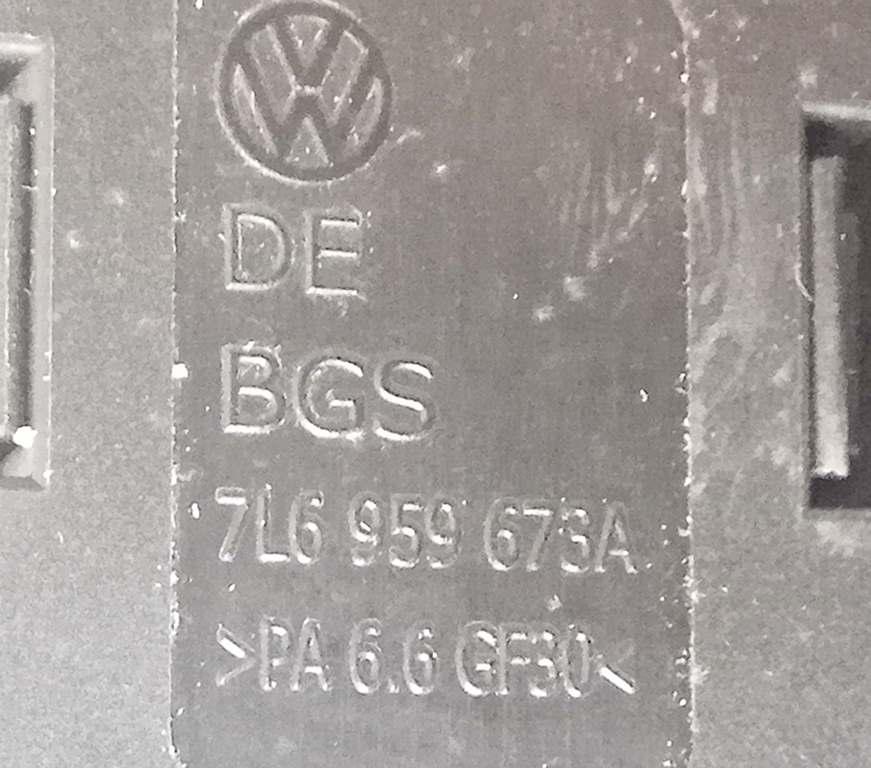 DE
BGS
7L6 959 673A
>PA 6.6 GF30<